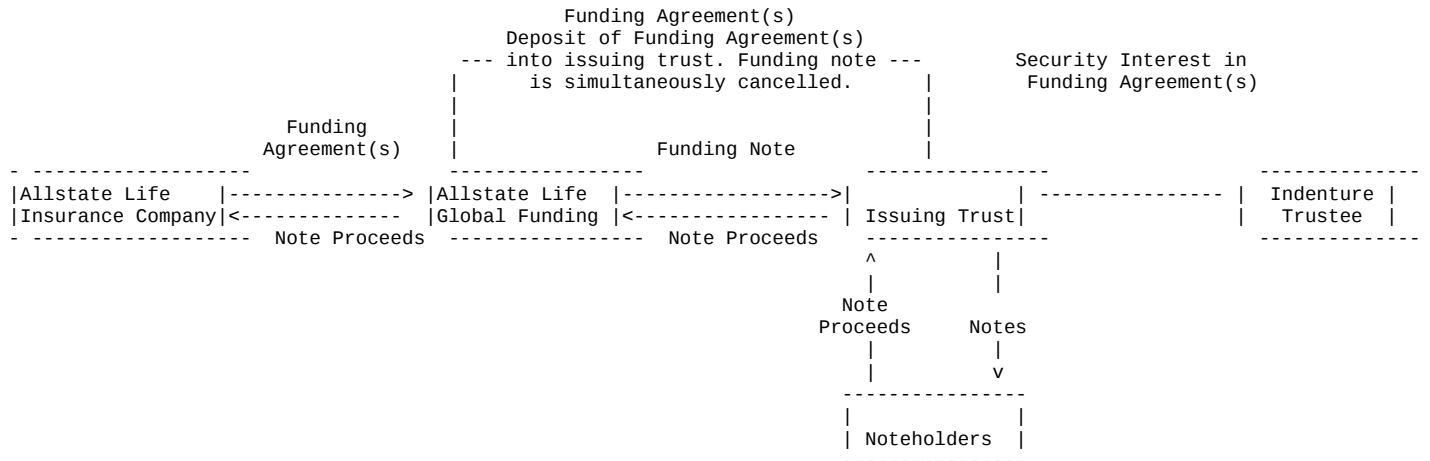 Funding Agreement(s)
Deposit of Funding Agreement(s)
--- into issuing trust. Funding note ---
is simultaneously cancelled.
Security Interest in
Funding Agreement(s)
Funding
Agreement(s)
Funding Note
Allstate Life
Insurance Company
Allstate Life
Global Funding
Issuing Trust
Indenture
Trustee
Note Proceeds
Note Proceeds
Note
Proceeds
Notes
Noteholders